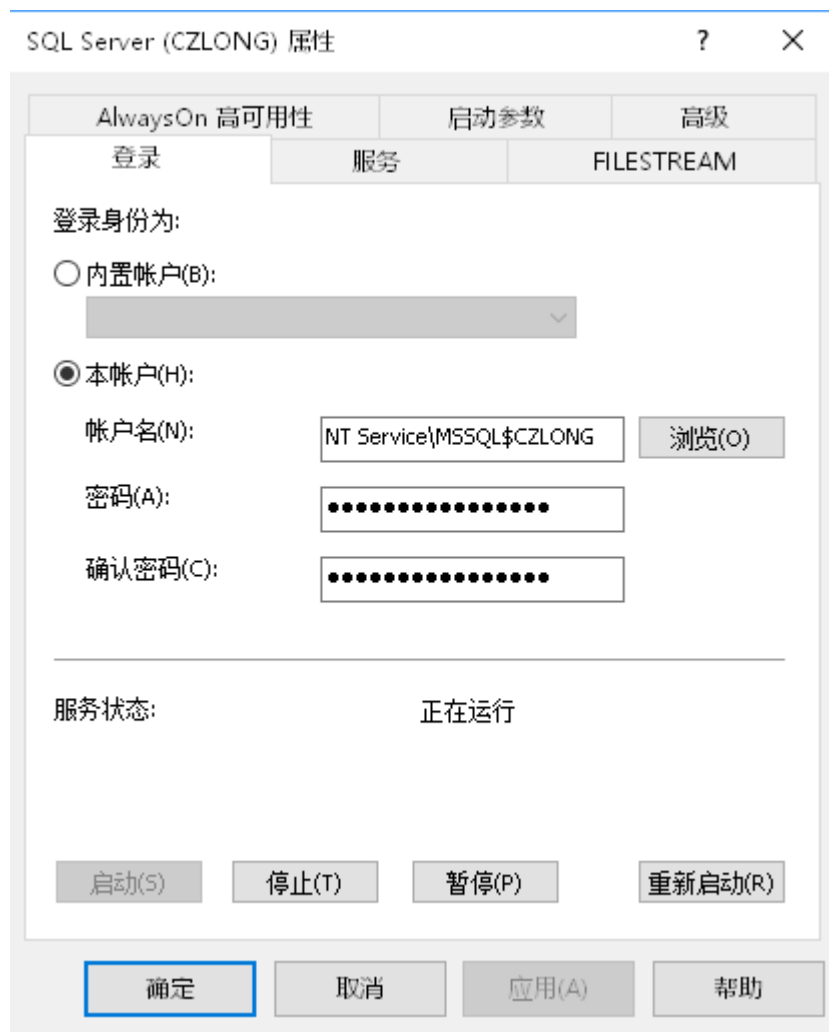 SQL Server (CZLONG) 属性 ?
AlwaysOn 高可用性 启动参数 高级
登录 服务 FILESTREAM
登录身份为:
内置帐户(B):
本帐户(H):
帐户名(N): NT Service\MSSQL$CZLONG 浏览(O)
密码(A): ●●●●●●●●●●●●●●●●
确认密码(C): ●●●●●●●●●●●●●●●●
服务状态: 正在运行
启动(S) 停止(T) 暂停(P) 重新启动(R)
确定 取消 应用(A) 帮助